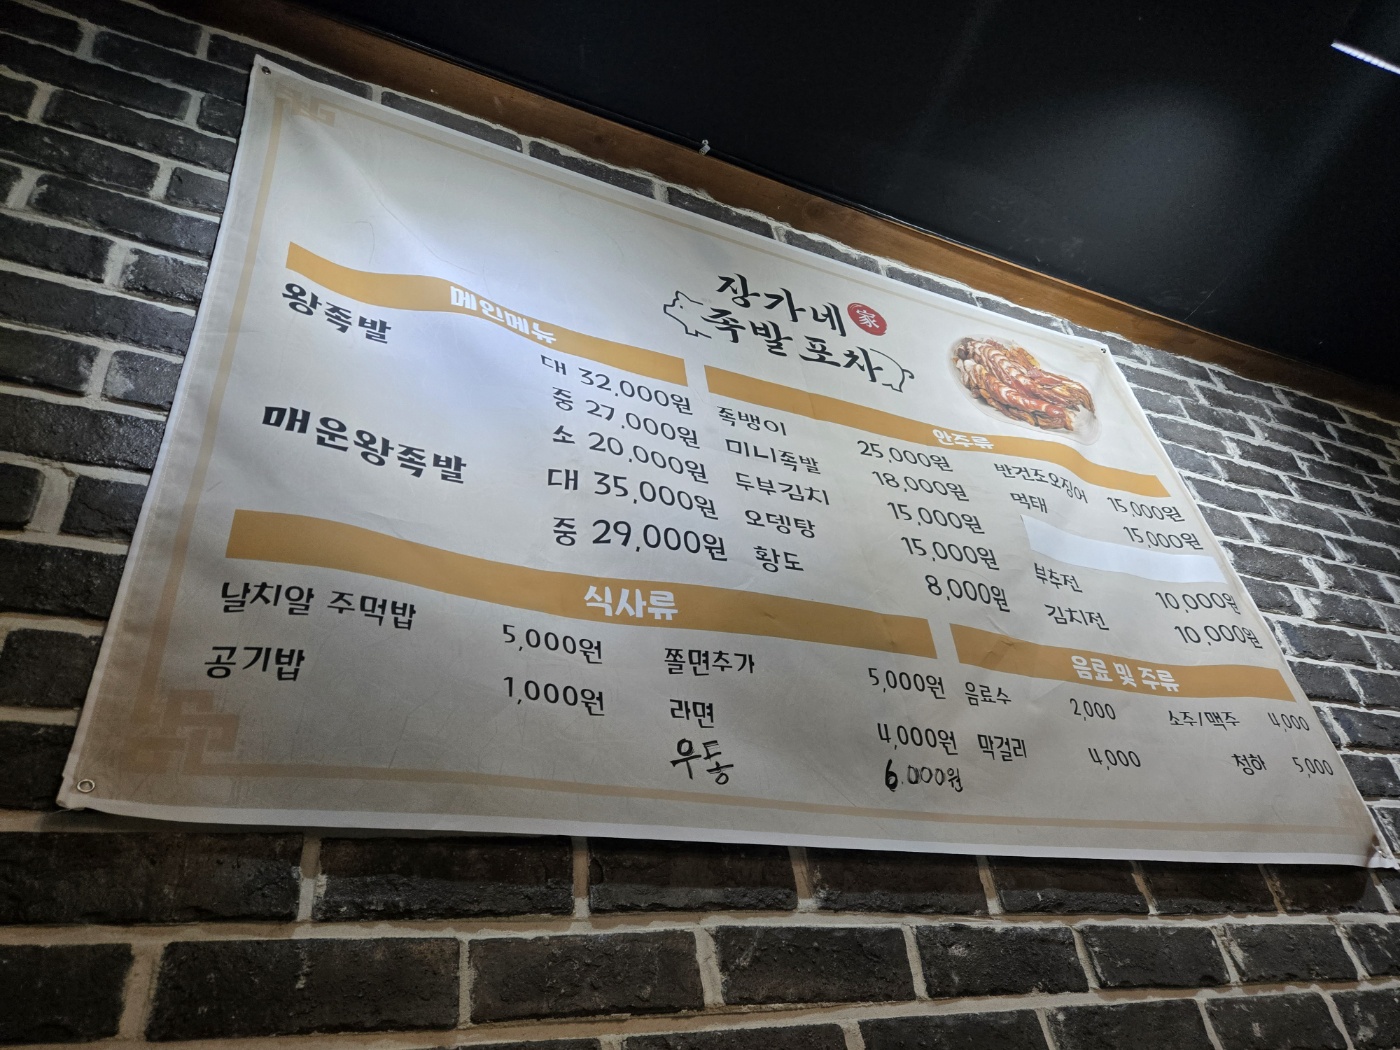 장가네 家
족발포차
메인메뉴
왕족발
대 32,000원
중 27,000원
소 20,000원
매운왕족발
대 35,000원
중 29,000원
안주류
족뱅이 25,000원
미니족발 18,000원
두부김치 15,000원
오뎅탕 15,000원
황도 8,000원
반건조오징어 15,000원
먹태 15,000원
부추전 10,000원
김치전 10,000원
식사류
날치알 주먹밥 5,000원
공기밥 1,000원
쫄면추가 5,000원
라면 4,000원
우동 6.000원
음료 및 주류
음료수 2,000
소주/맥주 4,000
막걸리 4,000
청하 5,000